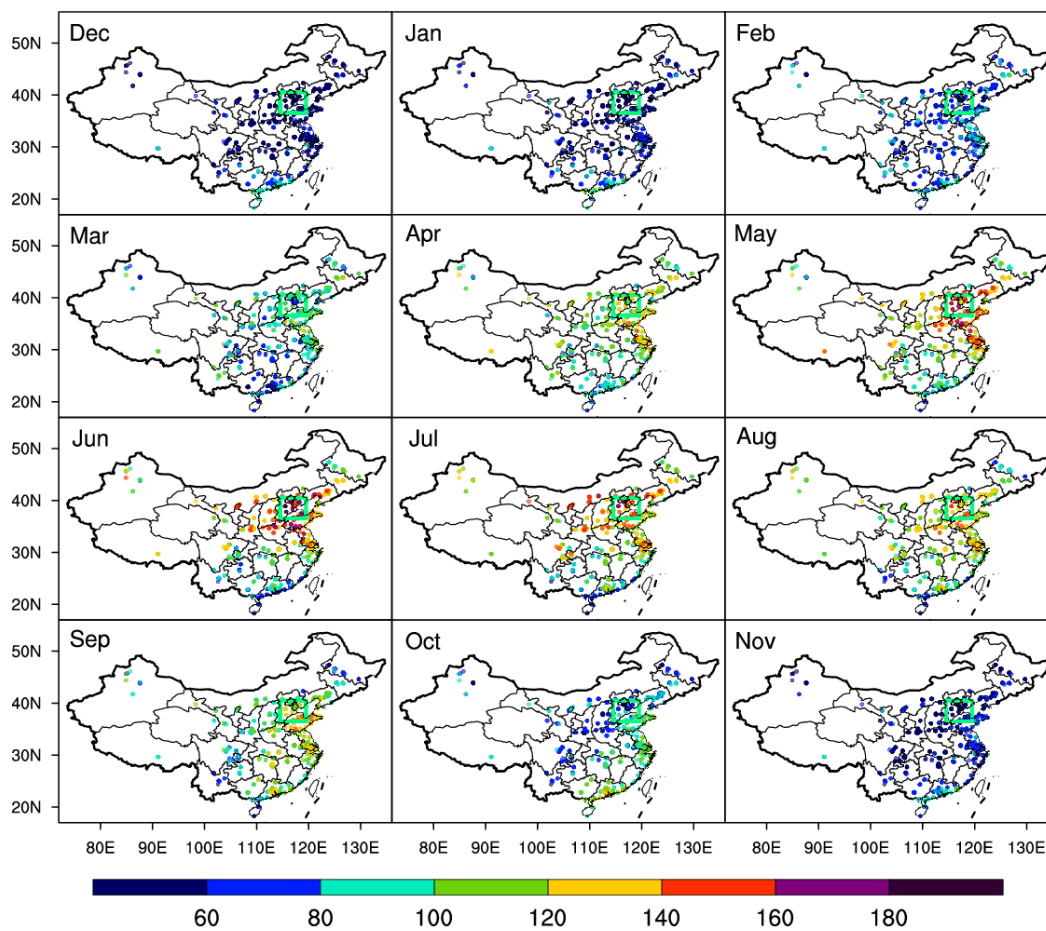 Dec Jan Feb
50N
40N
30N
20N
Mar Apr May
50N
40N
30N
20N
Jun Jul Aug
50N
40N
30N
20N
Sep Oct Nov
50N
40N
30N
20N
80E 90E 100E 110E 120E 130E 80E 90E 100E 110E 120E 130E 80E 90E 100E 110E 120E 130E
60 80 100 120 140 160 180